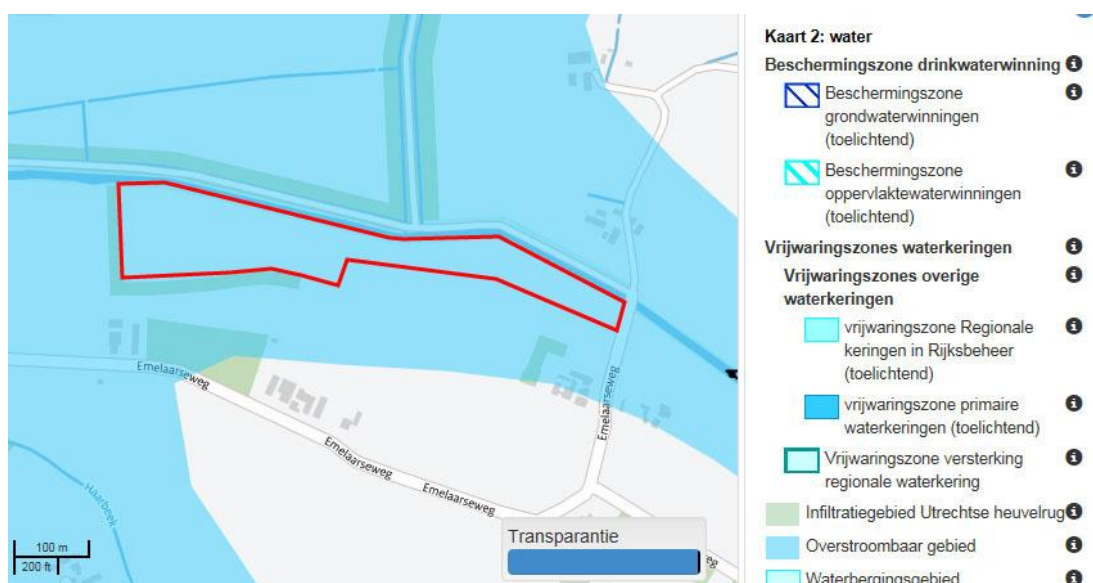 Kaart 2: water
Beschermingszone drinkwaterwinning
Beschermingszone
grondwaterwinningen
(toelichtend)
Beschermingszone
oppervlaktewaterwinningen
(toelichtend)
Vrijwaringszones waterkeringen
Vrijwaringszones overige
waterkeringen
vrijwaringszone Regionale
keringen in Rijksbeheer
(toelichtend)
vrijwaringszone primaire
waterkeringen (toelichtend)
Vrijwaringszone versterking
regionale waterkering
Infiltratiegebied Utrechtse heuvelrug
Overstroombaar gebied
Waterbergingsgebied
Emelaarseweg
Emelaarseweg
Emelaarseweg
Emelaarseweg
Haarbeek
100 m
200 ft
Transparantie